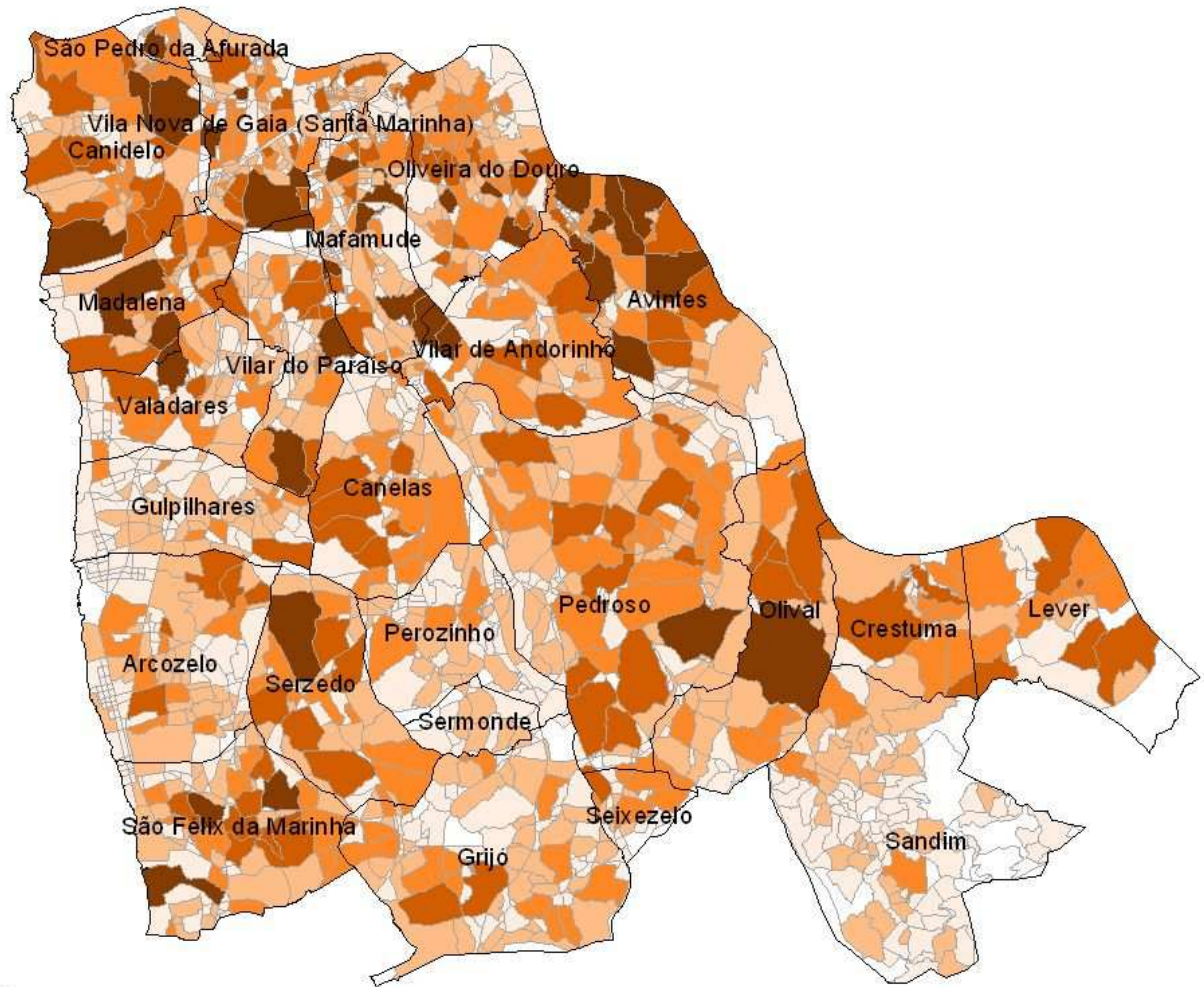 São Pedro da Afurada
Vila Nova de Gaia (Santa Marinha)
Canidelo
Oliveira do Douro
Mafamude
Madalena
Avintes
Vilar de Andorinho
Vilar do Paraíso
Valadares
Canelas
Gulpilhares
Pedroso
Olival
Lever
Crestuma
Perozinho
Arcozelo
Serzedo
Sermonde
Seixezelo
São Félix da Marinha
Sandim
Grijó